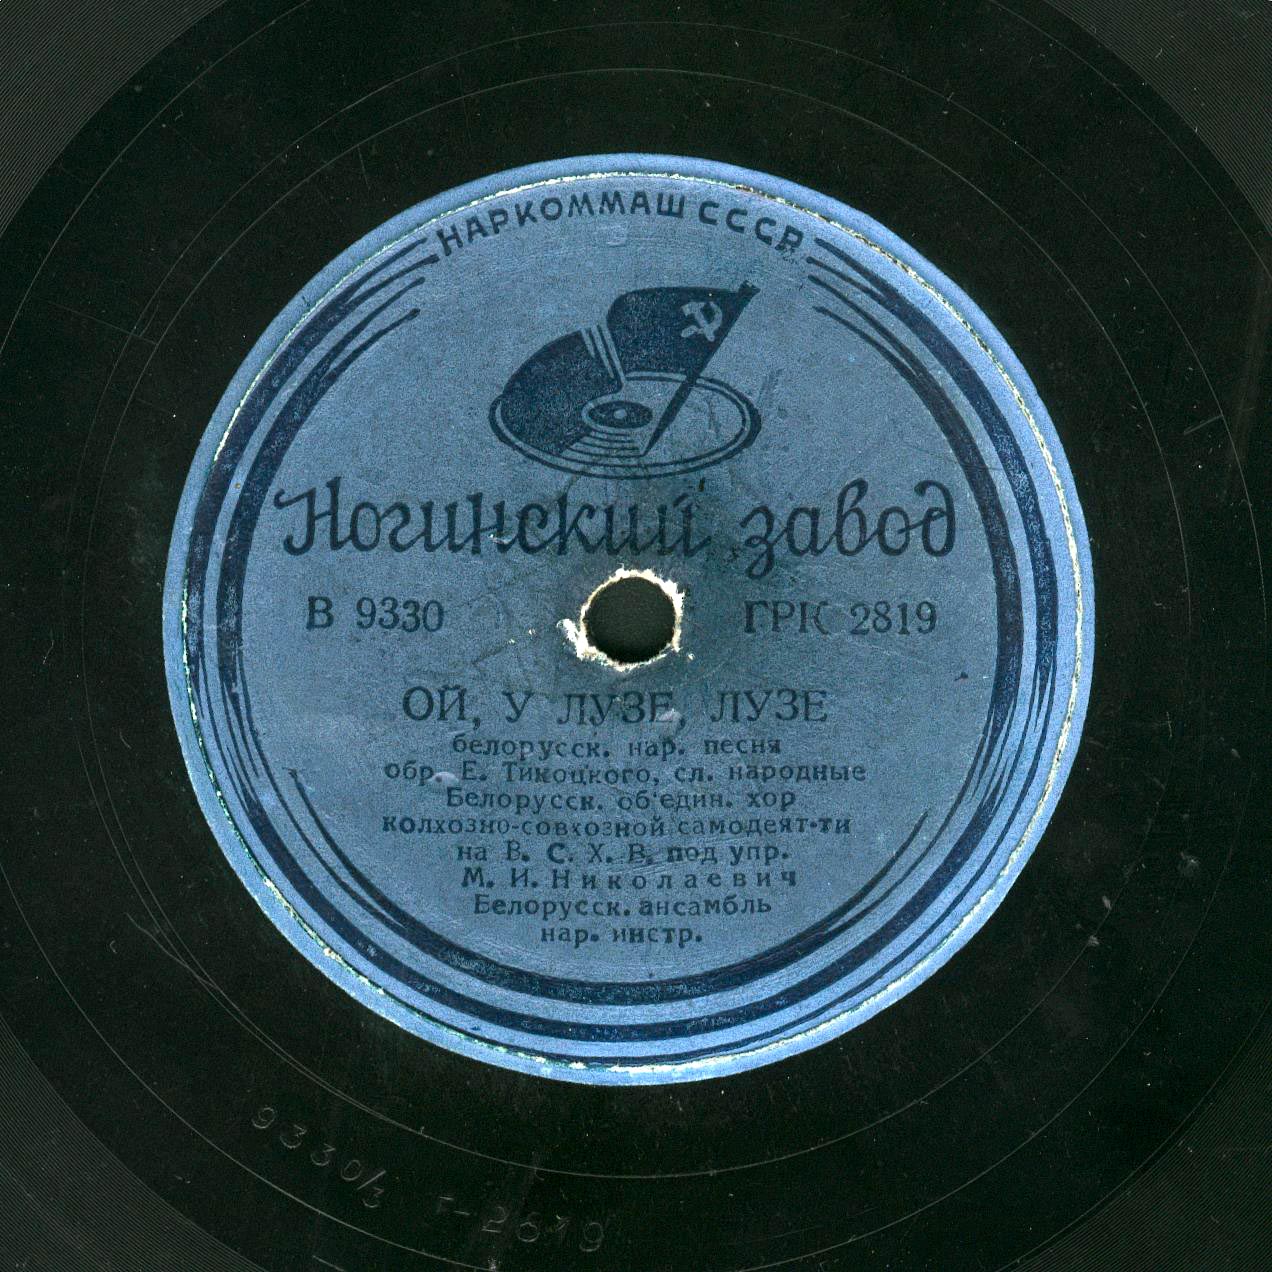 НАРКОММАШ СССР
Ногинский завод
В 9330 ГРК 2819
ОЙ, У ЛУЗЕ, ЛУЗЕ
белорусск. нар. песня
обр. Е. Тикоцкого, сл. народные
Белорусск. об'един. хор
колхозно-совхозной самодеят-ти
на В. С. Х. В. под упр.
М. И. Николаевич
Белорусск. ансамбль
нар. инстр.
9330/3 Г-2819